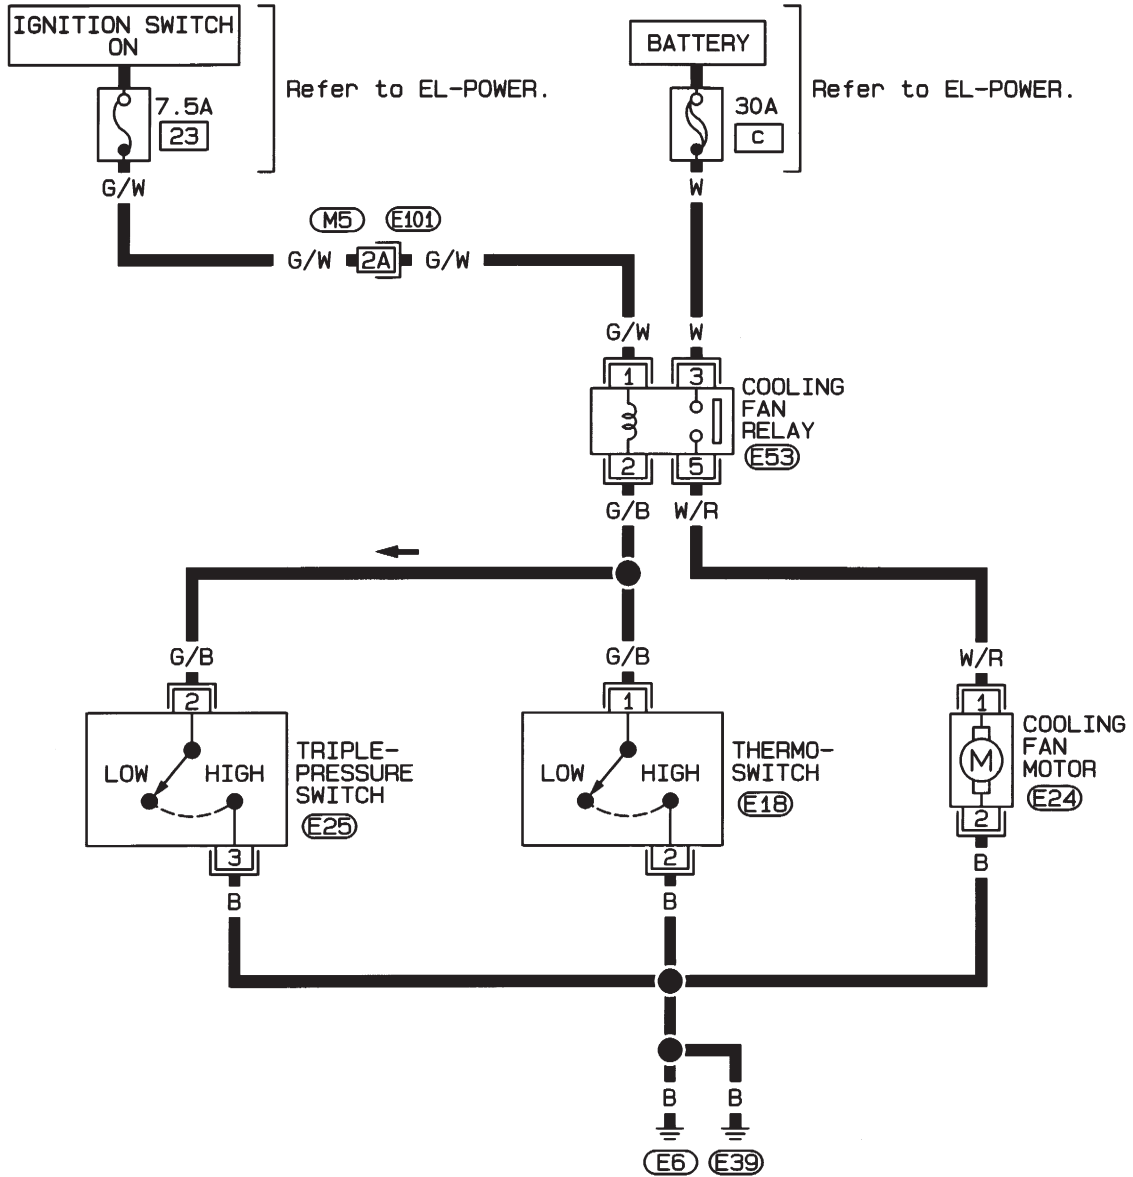 IGNITION SWITCH
ON
BATTERY
Refer to EL-POWER.
Refer to EL-POWER.
7.5A
23
30A
C
G/W
W
M5
E101
G/W
2A
G/W
G/W
W
1
3
COOLING
FAN
RELAY
E53
2
5
G/B
W/R
G/B
G/B
W/R
2
1
1
LOW
HIGH
TRIPLE-
PRESSURE
SWITCH
E25
LOW
HIGH
THERMO-
SWITCH
E18
M
COOLING
FAN
MOTOR
E24
2
3
2
B
B
B
B
B
E6
E39